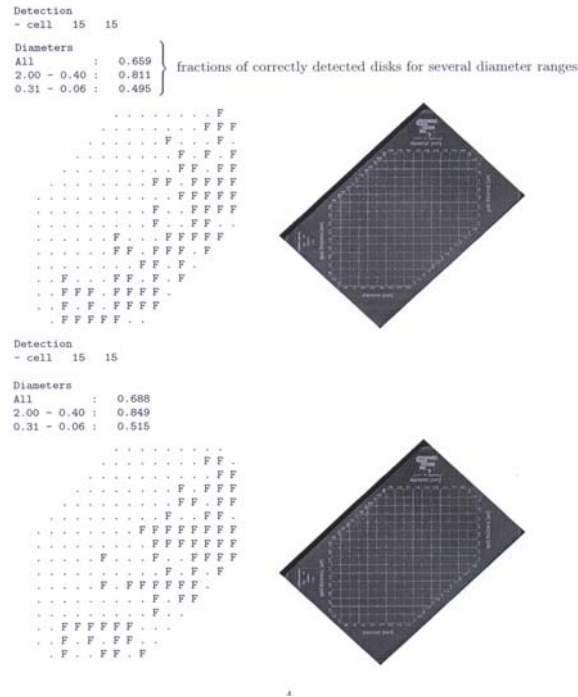 Detection
- cell 15 15
Diameters
All : 0.659
2.00 - 0.40 : 0.811
0.31 - 0.06 : 0.495
fractions of correctly detected disks for several diameter ranges
. . . . . . . . F
. . . . . . . . F F F
. . . . . . F . . . F .
. . . . . . . . F . F . F
. . . . . . . . . F F . F F
. . . . . . . . F F . F F F F
. . . . . . . . . . . F F F F F
. . . . . . . . . F . . F F F F
. . . . . . . . . F . . F F . .
. . . . . . F . . F F F F F
. . . . . . F F . F F F . F
. . . . . . . . F F . F .
. . F . . . F F . F . F
. . F F F . F F F F .
. . F . F . F F F F
. F F F F F . .
Detection
- cell 15 15
Diameters
All : 0.688
2.00 - 0.40 : 0.849
0.31 - 0.06 : 0.515
. . . . . . . . .
. . . . . . . . F F .
. . . . . . . . . . F F
. . . . . . . . F . F F F
. . . . . . . . . F F . F F
. . . . . . . . . F . . F F .
. . . . . . . . F F F F F F F F
. . . . . . . . . F F F F F F F
. . . . . F . . . F . . F F F F
. . . . . . . . . . F . F . F
. . . . . F . F F F F F F .
. . . . . . . . . F . F F
. . . . . . . . . F . .
. . F F F F F F . . .
. . F . F . F F . .
. F . . F F . F
4